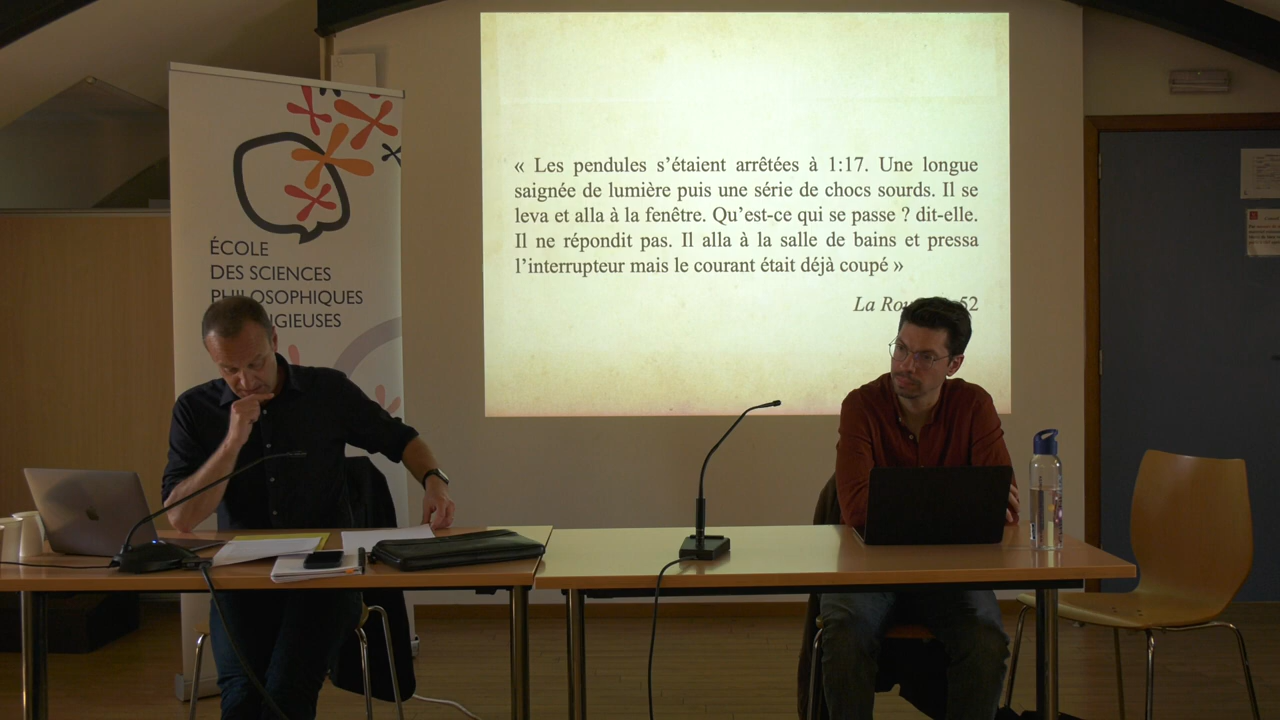 ÉCOLE
DES SCIENCES
PHILOSOPHIQUES
GIEUSES
« Les pendules s’étaient arrêtées à 1:17. Une longue
saignée de lumière puis une série de chocs sourds. Il se
leva et alla à la fenêtre. Qu’est-ce qui se passe ? dit-elle.
Il ne répondit pas. Il alla à la salle de bains et pressa
l’interrupteur mais le courant était déjà coupé »
La 52